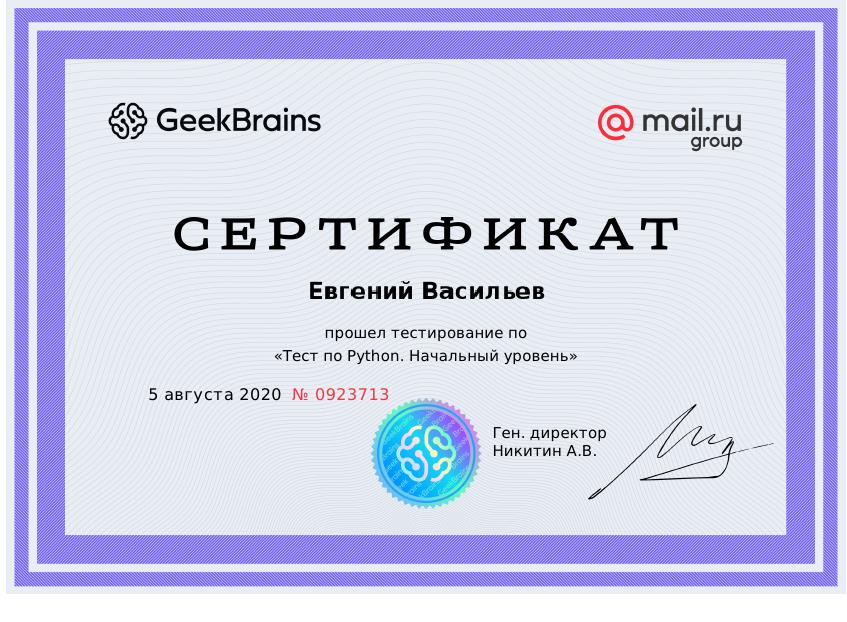 GeekBrains
mail.ru
group
СЕРТИФИКАТ
Евгений Васильев
прошел тестирование по
«Тест по Python. Начальный уровень»
5 августа 2020 № 0923713
Ген. директор
Никитин А.В.